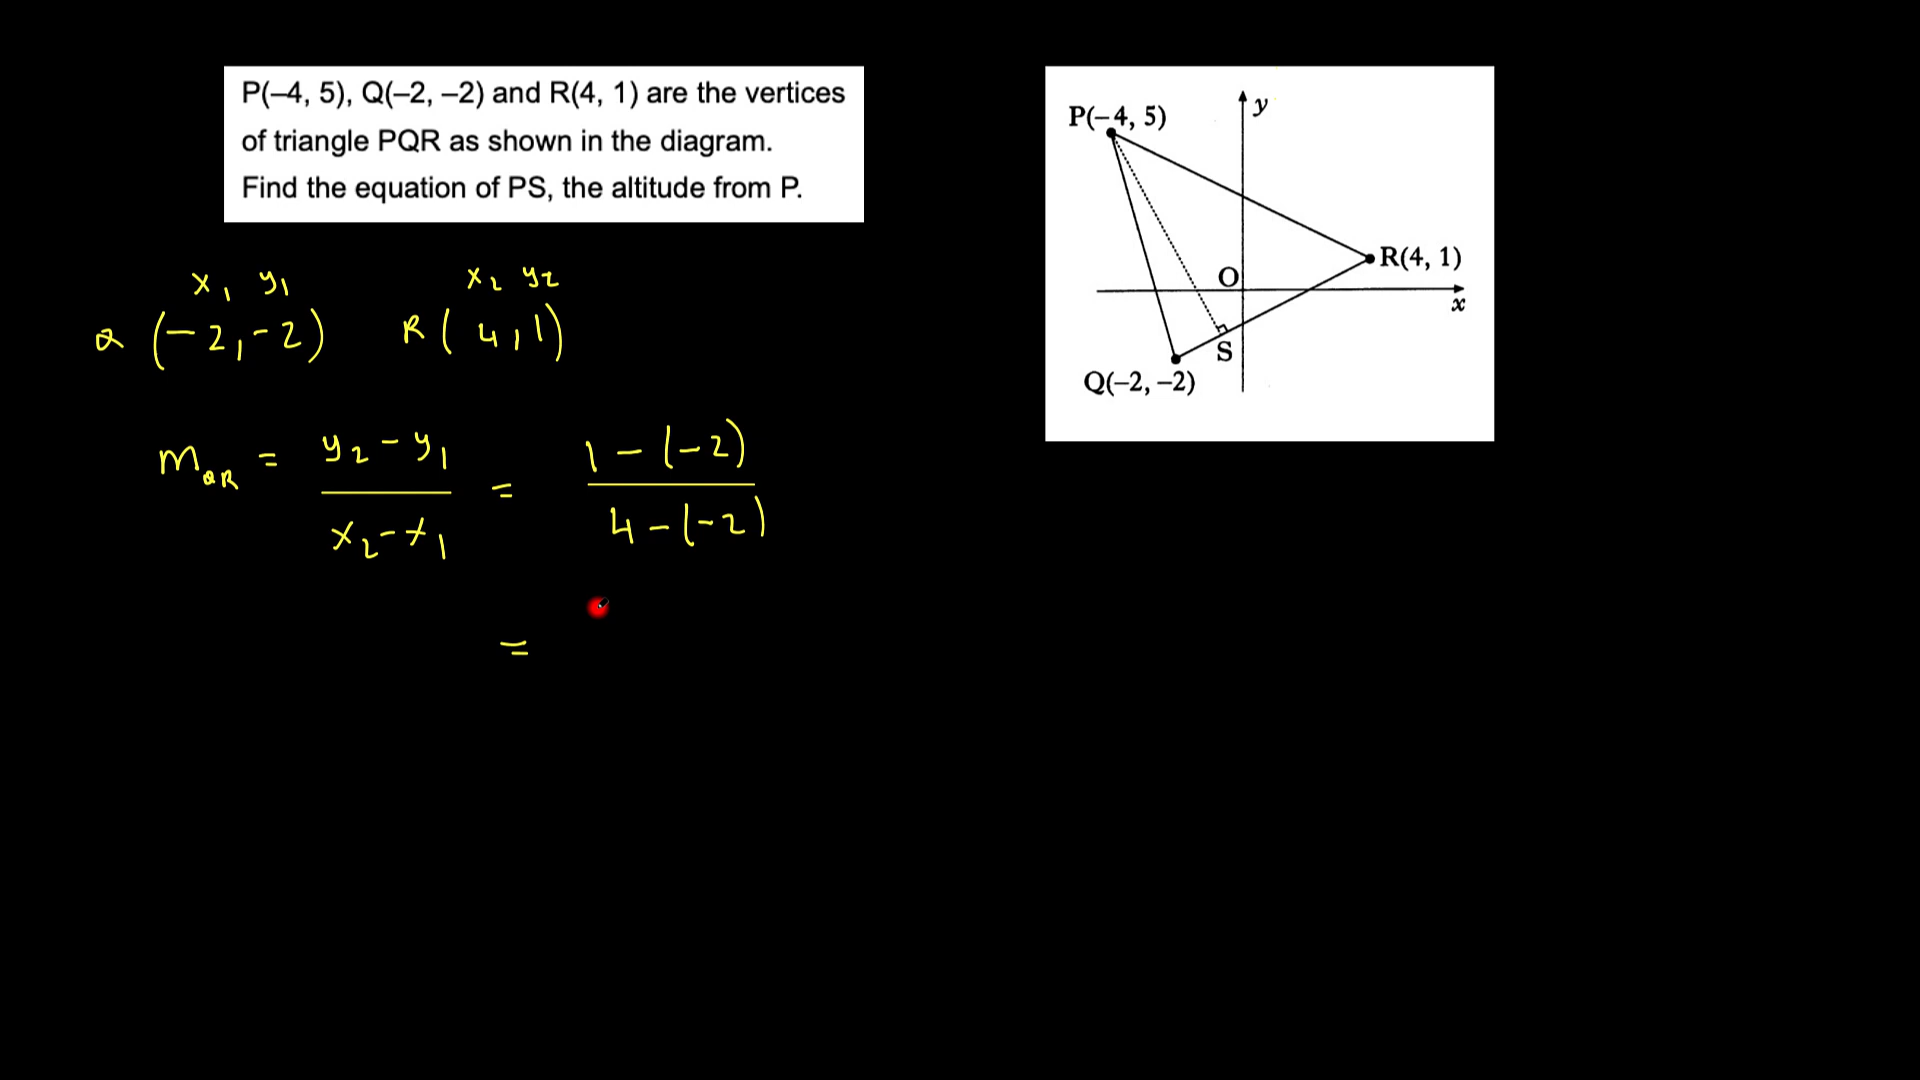 P(–4, 5), Q(–2, –2) and R(4, 1) are the vertices
of triangle PQR as shown in the diagram.
Find the equation of PS, the altitude from P.
x₁ y₁ x₂ y₂
Q (-2,-2) R(4,1)
m_QR = (y₂-y₁)/(x₂-x₁) = (1-(-2))/(4-(-2))
=
y
P(–4, 5)
R(4, 1)
O
x
S
Q(–2, –2)